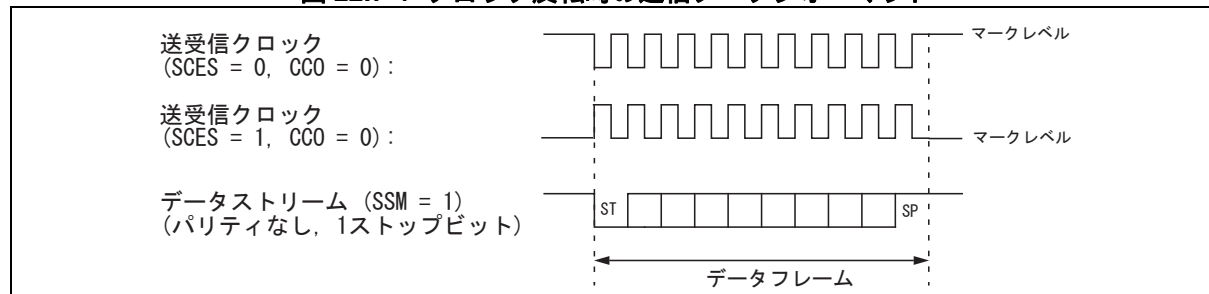 送受信クロック
(SCES = 0, CCO = 0):
マークレベル
送受信クロック
(SCES = 1, CCO = 0):
マークレベル
データストリーム (SSM = 1)
(パリティなし, 1ストップビット)
ST
SP
データフレーム